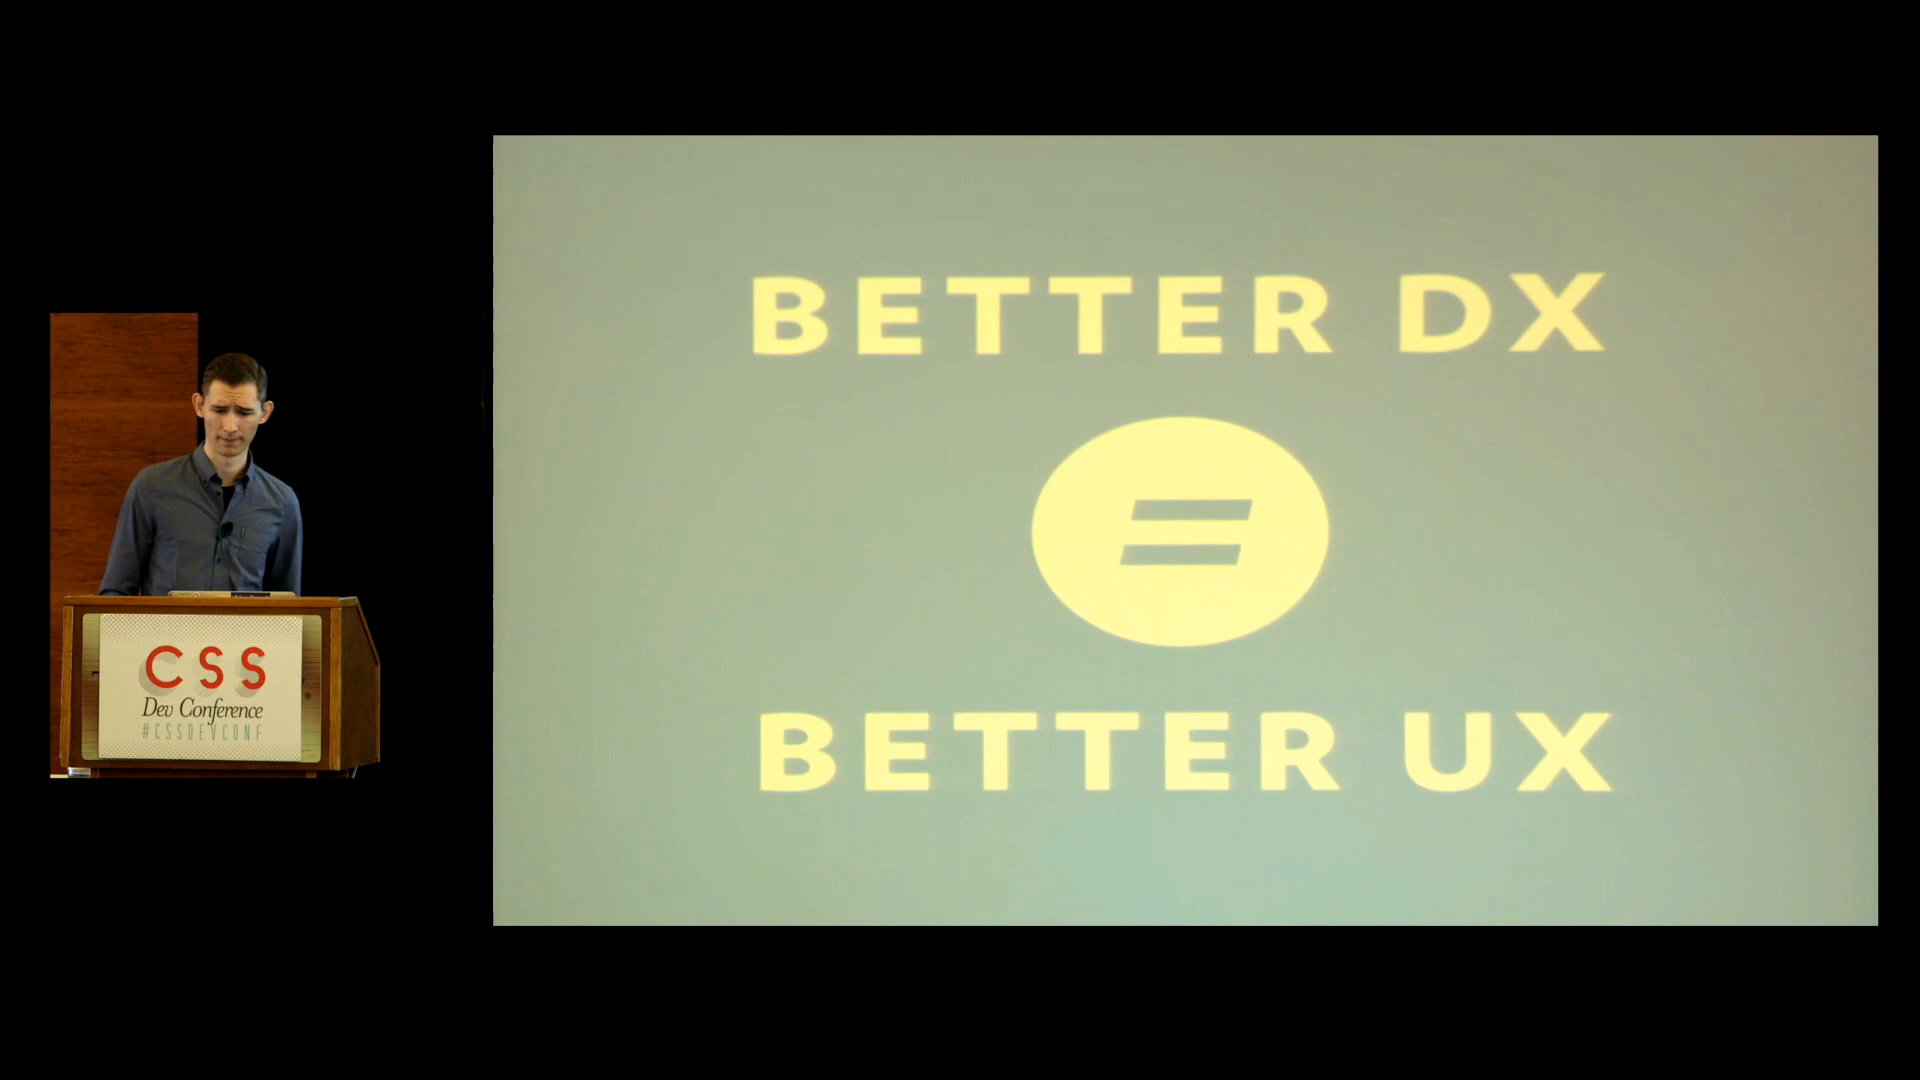 BETTER DX
=
BETTER UX
CSS
Dev Conference
#CSSDEVCONF